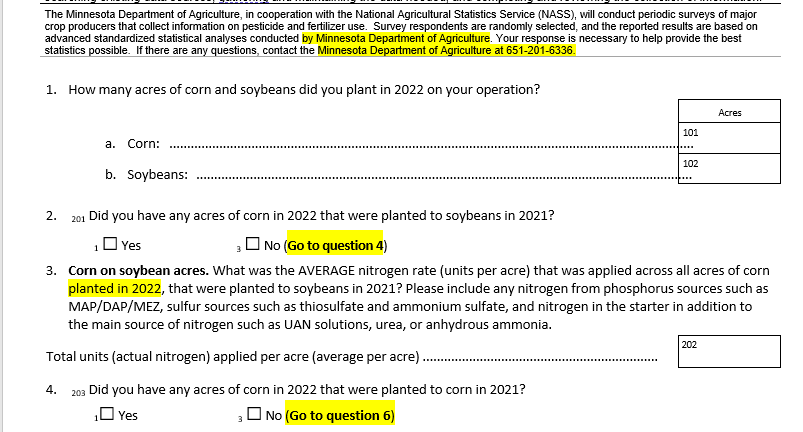 The Minnesota Department of Agriculture, in cooperation with the National Agricultural Statistics Service (NASS), will conduct periodic surveys of major
crop producers that collect information on pesticide and fertilizer use. Survey respondents are randomly selected, and the reported results are based on
advanced standardized statistical analyses conducted by Minnesota Department of Agriculture. Your response is necessary to help provide the best
statistics possible. If there are any questions, contact the Minnesota Department of Agriculture at 651-201-6336.
1. How many acres of corn and soybeans did you plant in 2022 on your operation?
Acres
101
a. Corn: ................................................................
102
b. Soybeans: ................................................................
2. 201 Did you have any acres of corn in 2022 that were planted to soybeans in 2021?
1 ☐ Yes 3 ☐ No (Go to question 4)
3. Corn on soybean acres. What was the AVERAGE nitrogen rate (units per acre) that was applied across all acres of corn
planted in 2022, that were planted to soybeans in 2021? Please include any nitrogen from phosphorus sources such as
MAP/DAP/MEZ, sulfur sources such as thiosulfate and ammonium sulfate, and nitrogen in the starter in addition to
the main source of nitrogen such as UAN solutions, urea, or anhydrous ammonia.
202
Total units (actual nitrogen) applied per acre (average per acre) ................................................................
4. 203 Did you have any acres of corn in 2022 that were planted to corn in 2021?
1 ☐ Yes 3 ☐ No (Go to question 6)